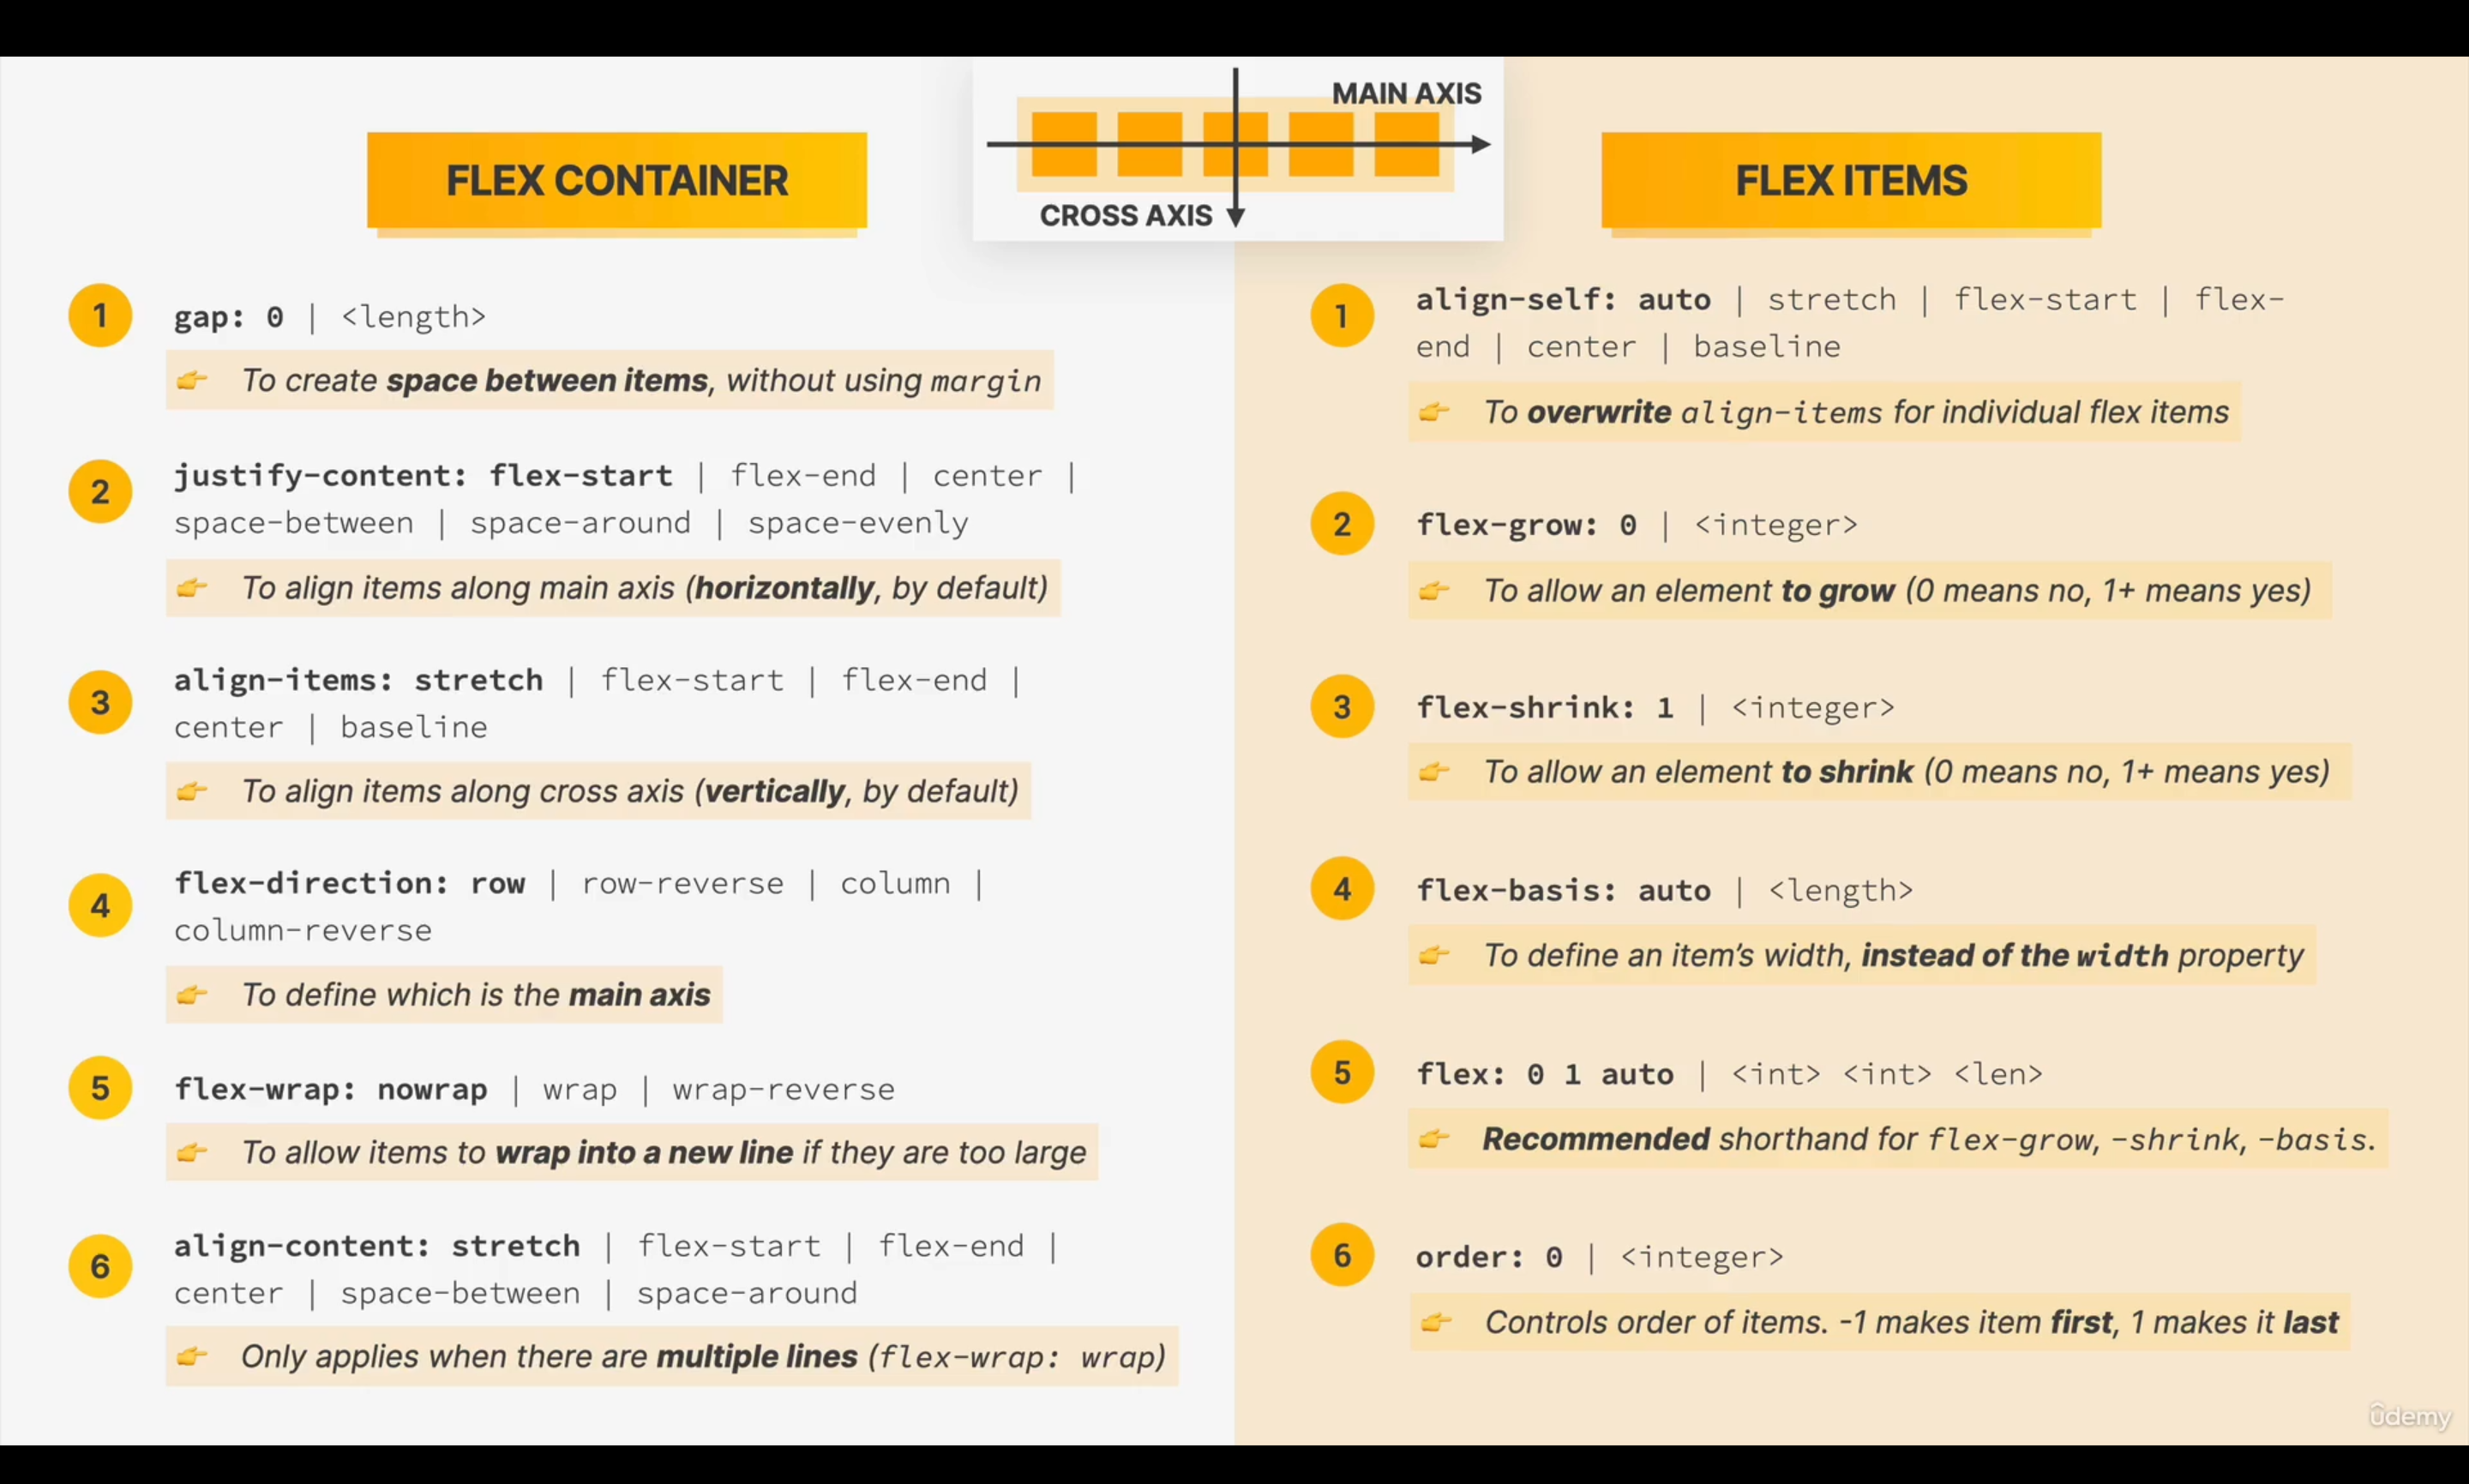 MAIN AXIS
CROSS AXIS
FLEX CONTAINER
1
gap: 0 | <length>
👉 To create space between items, without using margin
2
justify-content: flex-start | flex-end | center |
space-between | space-around | space-evenly
👉 To align items along main axis (horizontally, by default)
3
align-items: stretch | flex-start | flex-end |
center | baseline
👉 To align items along cross axis (vertically, by default)
4
flex-direction: row | row-reverse | column |
column-reverse
👉 To define which is the main axis
5
flex-wrap: nowrap | wrap | wrap-reverse
👉 To allow items to wrap into a new line if they are too large
6
align-content: stretch | flex-start | flex-end |
center | space-between | space-around
👉 Only applies when there are multiple lines (flex-wrap: wrap)
FLEX ITEMS
1
align-self: auto | stretch | flex-start | flex-
end | center | baseline
👉 To overwrite align-items for individual flex items
2
flex-grow: 0 | <integer>
👉 To allow an element to grow (0 means no, 1+ means yes)
3
flex-shrink: 1 | <integer>
👉 To allow an element to shrink (0 means no, 1+ means yes)
4
flex-basis: auto | <length>
👉 To define an item’s width, instead of the width property
5
flex: 0 1 auto | <int> <int> <len>
👉 Recommended shorthand for flex-grow, -shrink, -basis.
6
order: 0 | <integer>
👉 Controls order of items. -1 makes item first, 1 makes it last
ûdemy